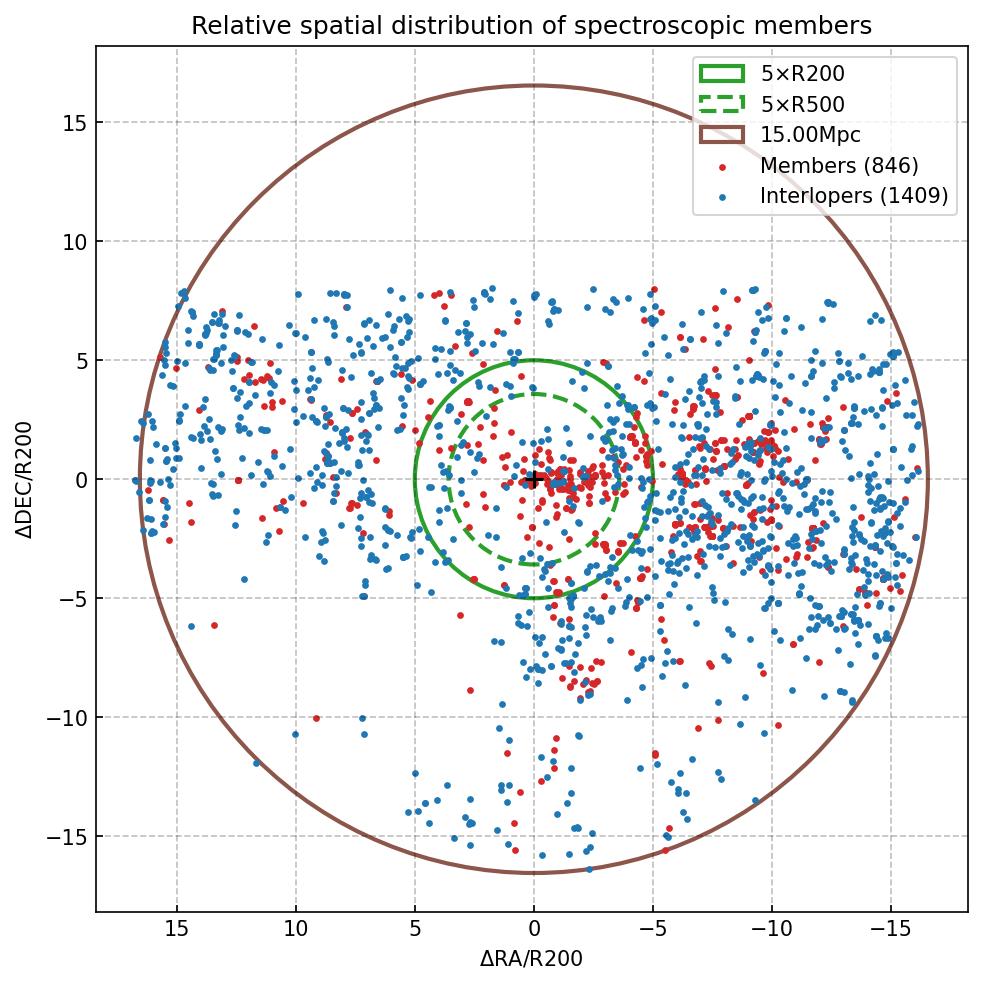 Relative spatial distribution of spectroscopic members
5×R200
5×R500
15.00Mpc
Members (846)
Interlopers (1409)
ΔDEC/R200
15
10
5
0
−5
−10
−15
15
10
5
0
−5
−10
−15
ΔRA/R200